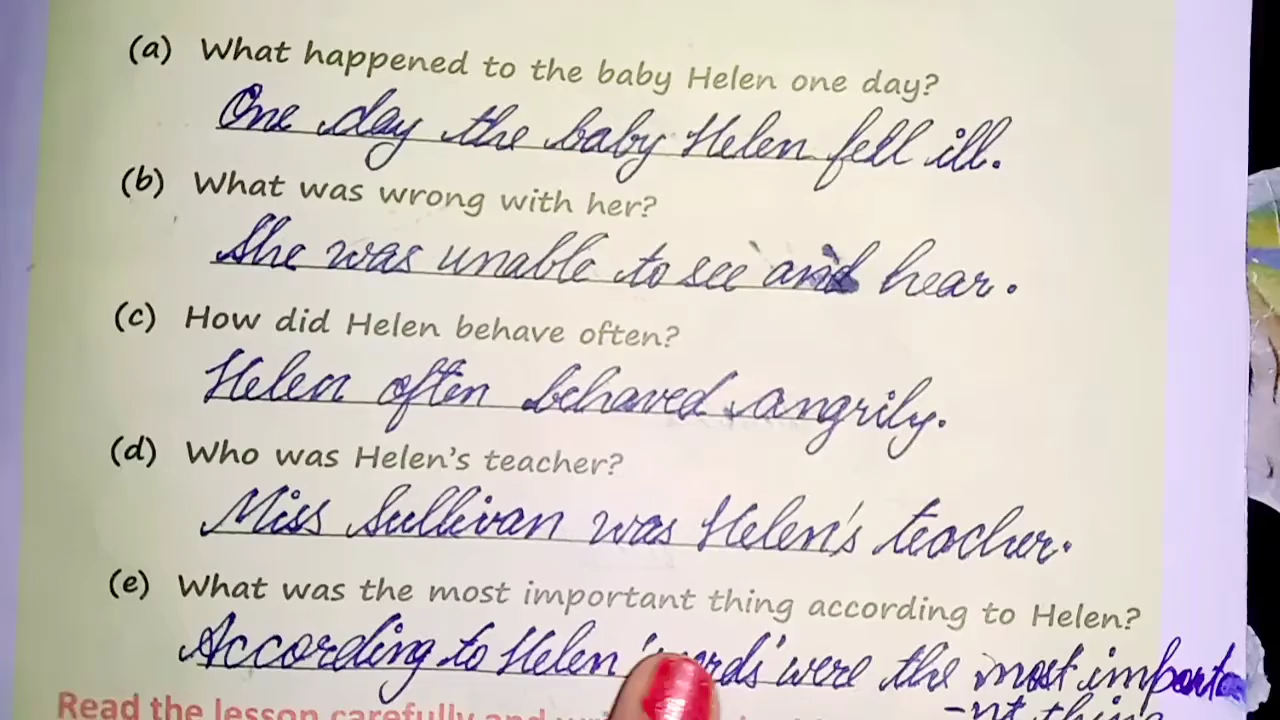 (a) What happened to the baby Helen one day?
One day the baby Helen fell ill.
(b) What was wrong with her?
She was unable to see and hear.
(c) How did Helen behave often?
Helen often behaved angrily.
(d) Who was Helen's teacher?
Miss Sullivan was Helen's teacher.
(e) What was the most important thing according to Helen?
According to Helen 'words' were the most importa
-nt thing
Read the lesson carefully and